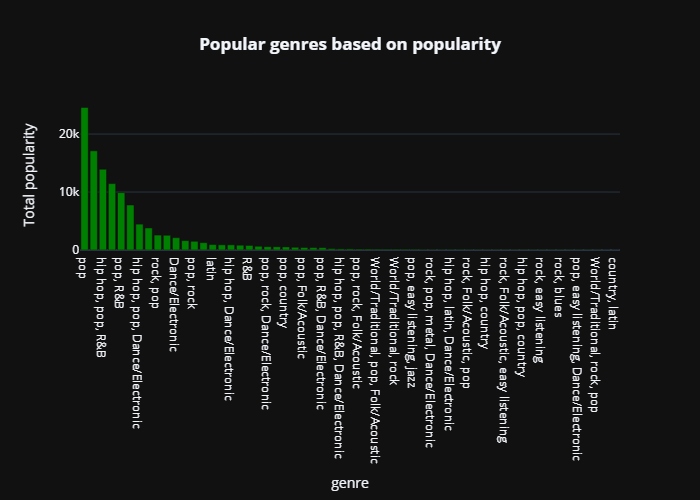 Popular genres based on popularity
Total popularity
20k
10k
0
pop
hip hop, pop, R&B
pop, R&B
hip hop, pop, Dance/Electronic
rock, pop
Dance/Electronic
pop, rock
latin
hip hop, Dance/Electronic
R&B
pop, rock, Dance/Electronic
pop, country
pop, Folk/Acoustic
pop, R&B, Dance/Electronic
hip hop, pop, R&B, Dance/Electronic
pop, rock, Folk/Acoustic
World/Traditional, pop, Folk/Acoustic
World/Traditional, rock
pop, easy listening, jazz
rock, pop, metal, Dance/Electronic
hip hop, latin, Dance/Electronic
rock, Folk/Acoustic, pop
hip hop, country
rock, Folk/Acoustic, easy listening
hip hop, pop, country
rock, easy listening
rock, blues
pop, easy listening, Dance/Electronic
World/Traditional, rock, pop
country, latin
genre